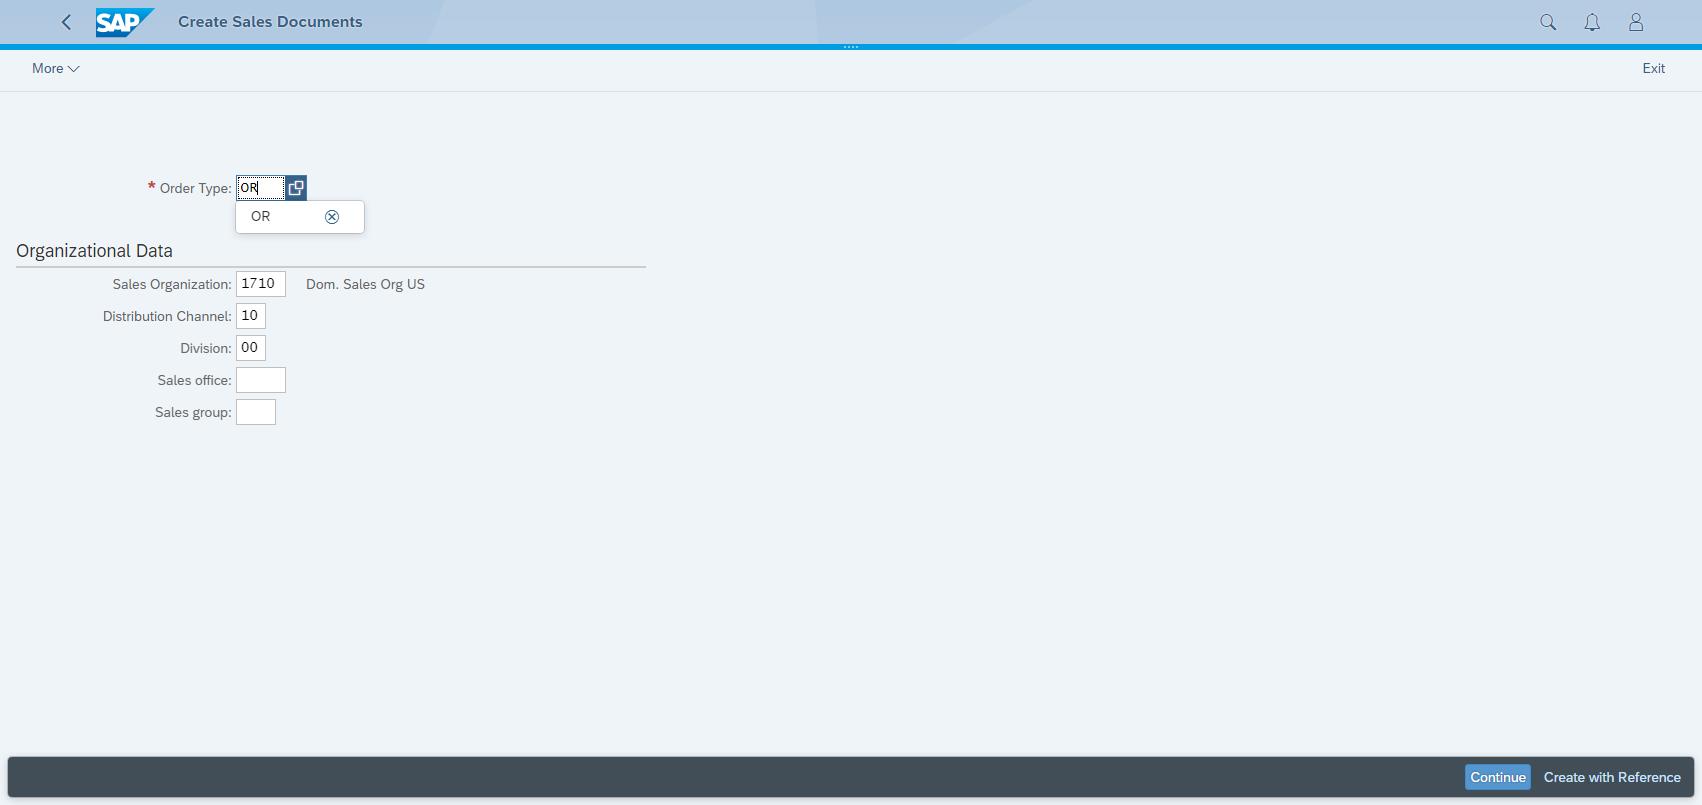 SAP Create Sales Documents
More Exit
* Order Type: OR
OR
Organizational Data
Sales Organization: 1710 Dom. Sales Org US
Distribution Channel: 10
Division: 00
Sales office:
Sales group:
Continue Create with Reference